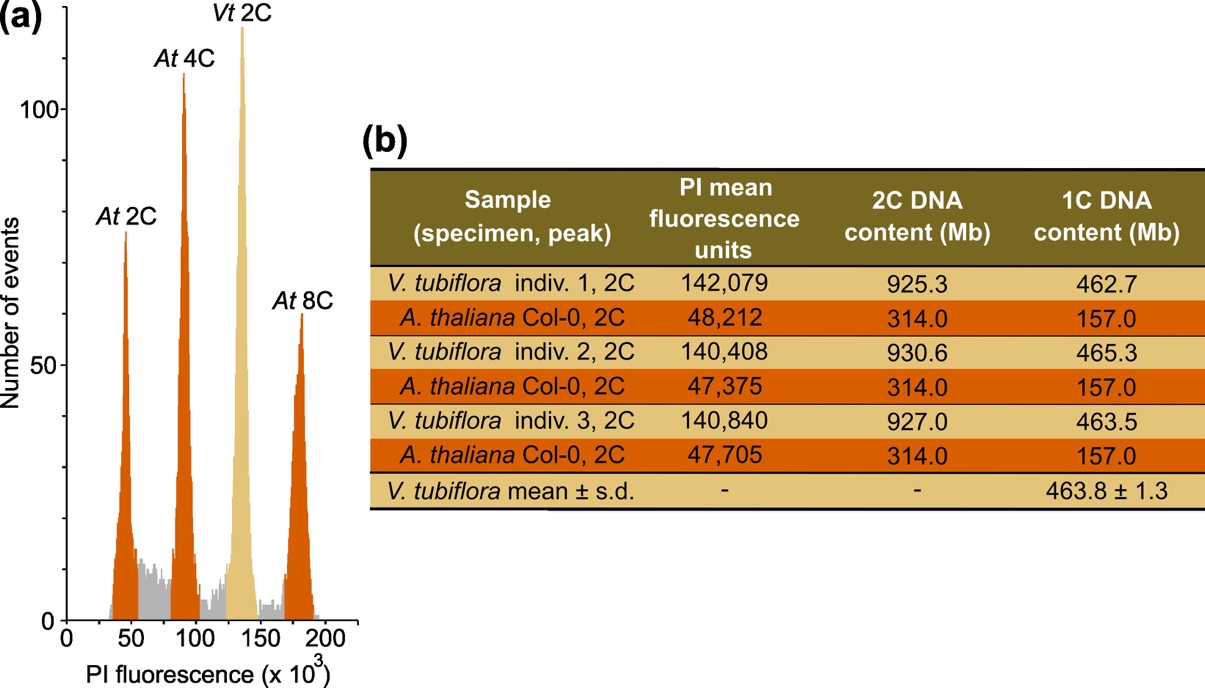 (a)
Vt 2C
At 4C
At 2C
At 8C
100
50
0
Number of events
0 50 100 150 200
PI fluorescence (x 10³)
(b)
Sample (specimen, peak)
PI mean fluorescence units
2C DNA content (Mb)
1C DNA content (Mb)
V. tubiflora indiv. 1, 2C 142,079 925.3 462.7
A. thaliana Col-0, 2C 48,212 314.0 157.0
V. tubiflora indiv. 2, 2C 140,408 930.6 465.3
A. thaliana Col-0, 2C 47,375 314.0 157.0
V. tubiflora indiv. 3, 2C 140,840 927.0 463.5
A. thaliana Col-0, 2C 47,705 314.0 157.0
V. tubiflora mean ± s.d. - - 463.8 ± 1.3